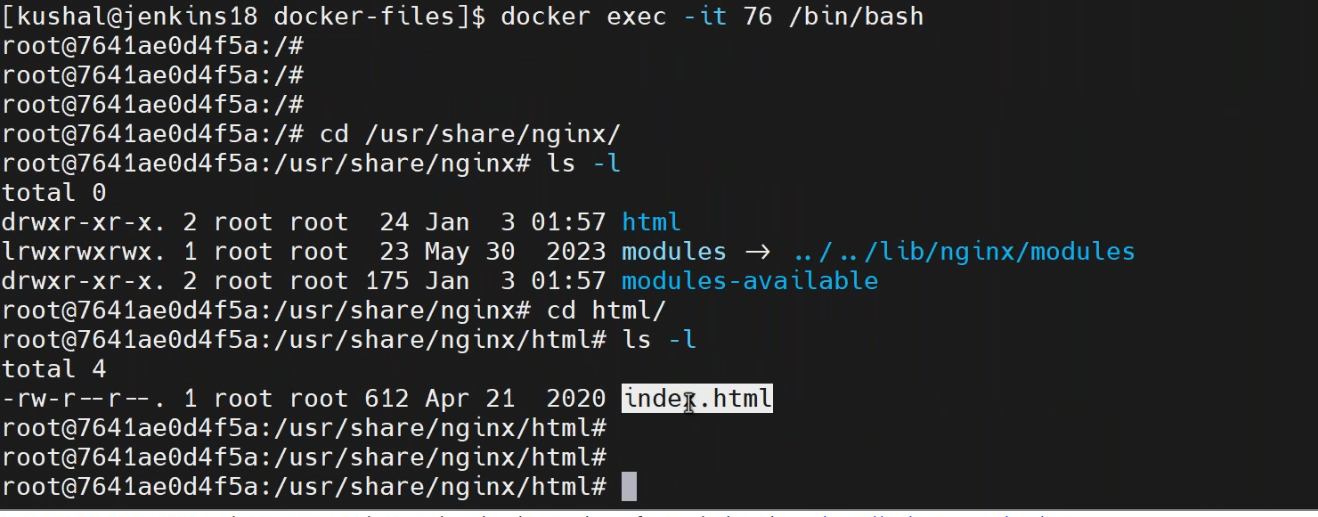 [kushal@jenkins18 docker-files]$ docker exec -it 76 /bin/bash
root@7641ae0d4f5a:/#
root@7641ae0d4f5a:/#
root@7641ae0d4f5a:/#
root@7641ae0d4f5a:/# cd /usr/share/nginx/
root@7641ae0d4f5a:/usr/share/nginx# ls -l
total 0
drwxr-xr-x. 2 root root  24 Jan  3 01:57 html
lrwxrwxrwx. 1 root root  23 May 30  2023 modules -> ../../lib/nginx/modules
drwxr-xr-x. 2 root root 175 Jan  3 01:57 modules-available
root@7641ae0d4f5a:/usr/share/nginx# cd html/
root@7641ae0d4f5a:/usr/share/nginx/html# ls -l
total 4
-rw-r--r--. 1 root root 612 Apr 21  2020 index.html
root@7641ae0d4f5a:/usr/share/nginx/html#
root@7641ae0d4f5a:/usr/share/nginx/html#
root@7641ae0d4f5a:/usr/share/nginx/html#